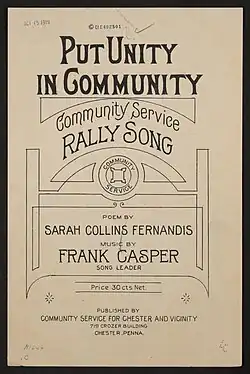 PUT UNITY
IN COMMUNITY
Community Service
RALLY SONG
COMMUNITY
SERVICE
POEM BY
SARAH COLLINS FERNANDIS
MUSIC BY
FRANK CASPER
SONG LEADER
Price 30 cts Net.
PUBLISHED BY
COMMUNITY SERVICE FOR CHESTER AND VICINITY
719 CROZER BUILDING
CHESTER, PENNA.